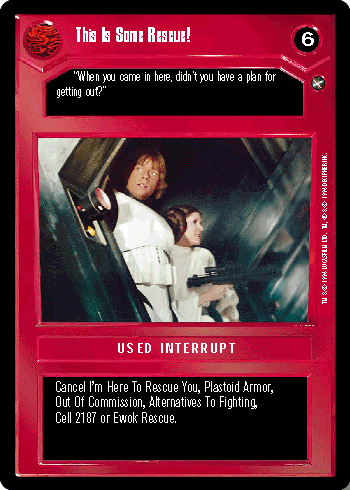 This Is Some Rescue!
6
“When you came in here, didn’t you have a plan for
getting out?”
USED INTERRUPT
Cancel I’m Here To Rescue You, Plastoid Armor,
Out Of Commission, Alternatives To Fighting,
Cell 2187 or Ewok Rescue.